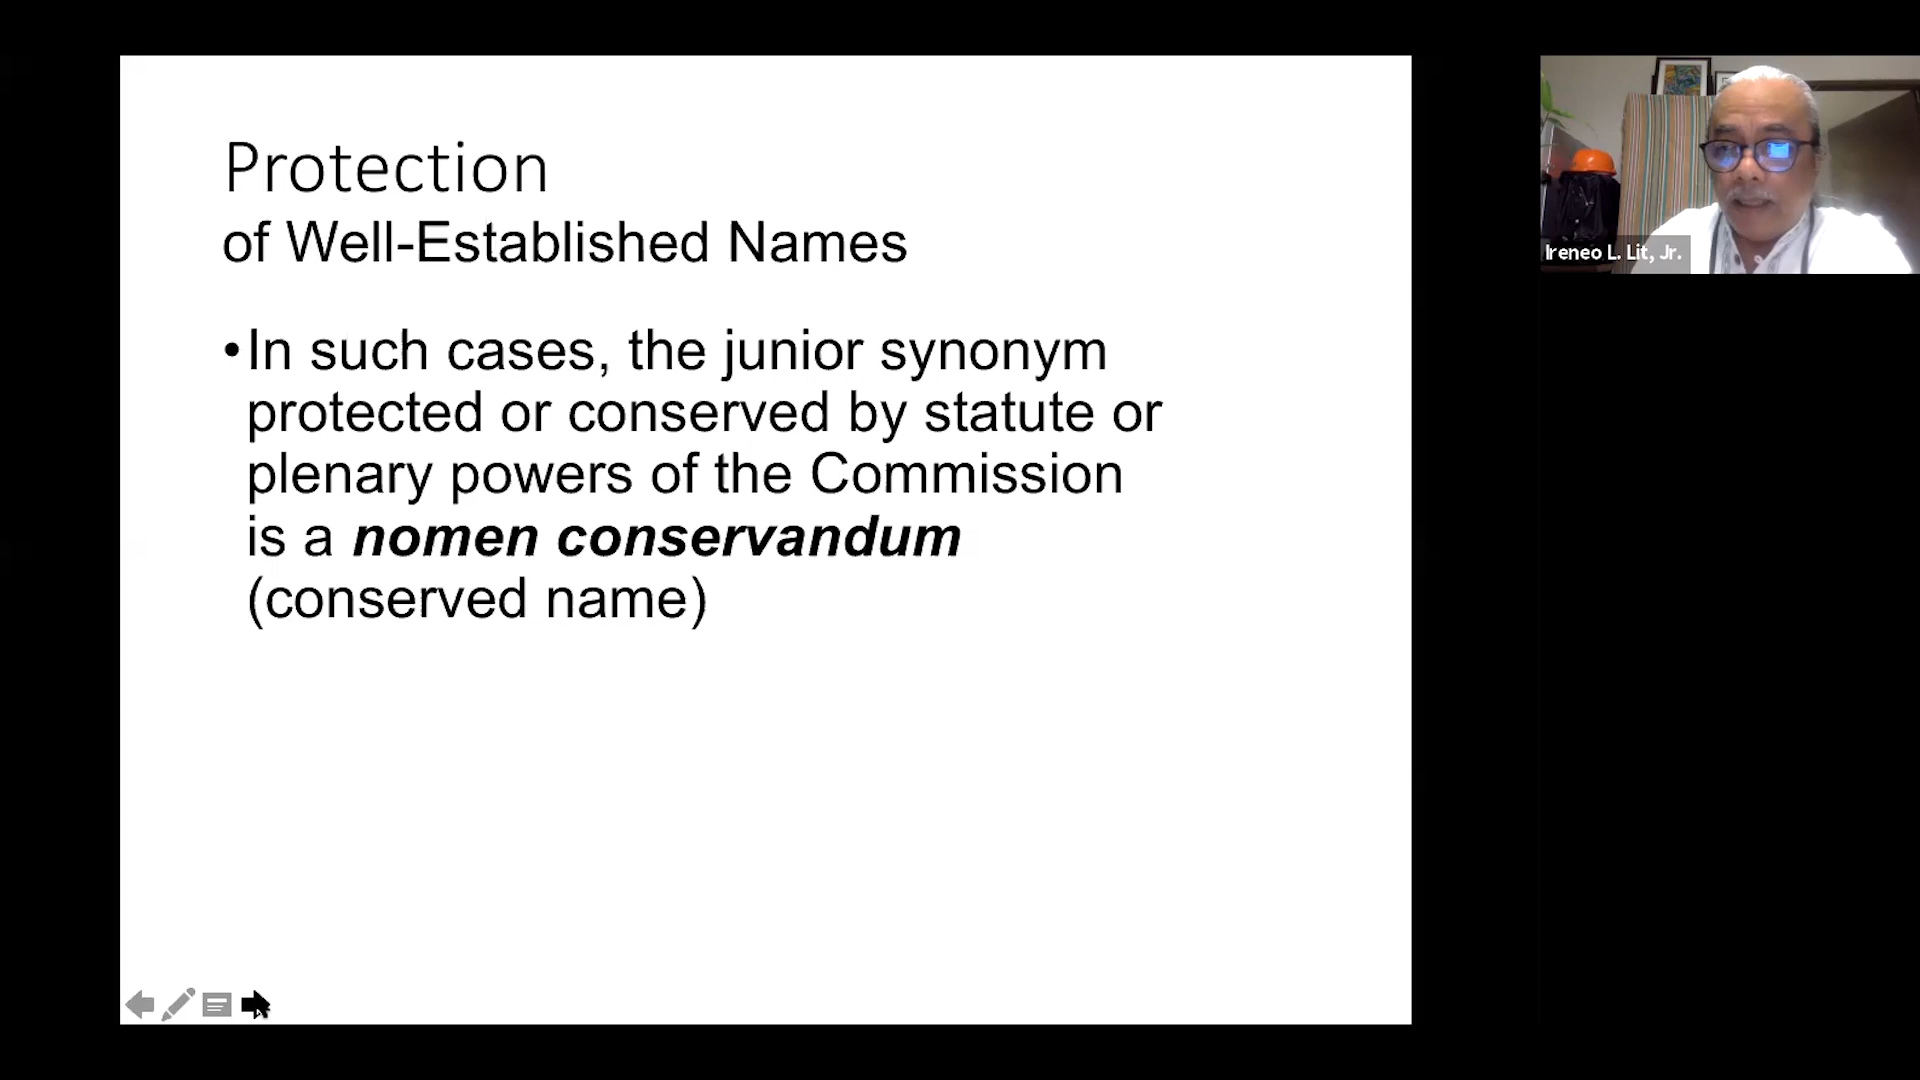 Protection
of Well-Established Names
•In such cases, the junior synonym
protected or conserved by statute or
plenary powers of the Commission
is a nomen conservandum
(conserved name)
Ireneo L. Lit, Jr.